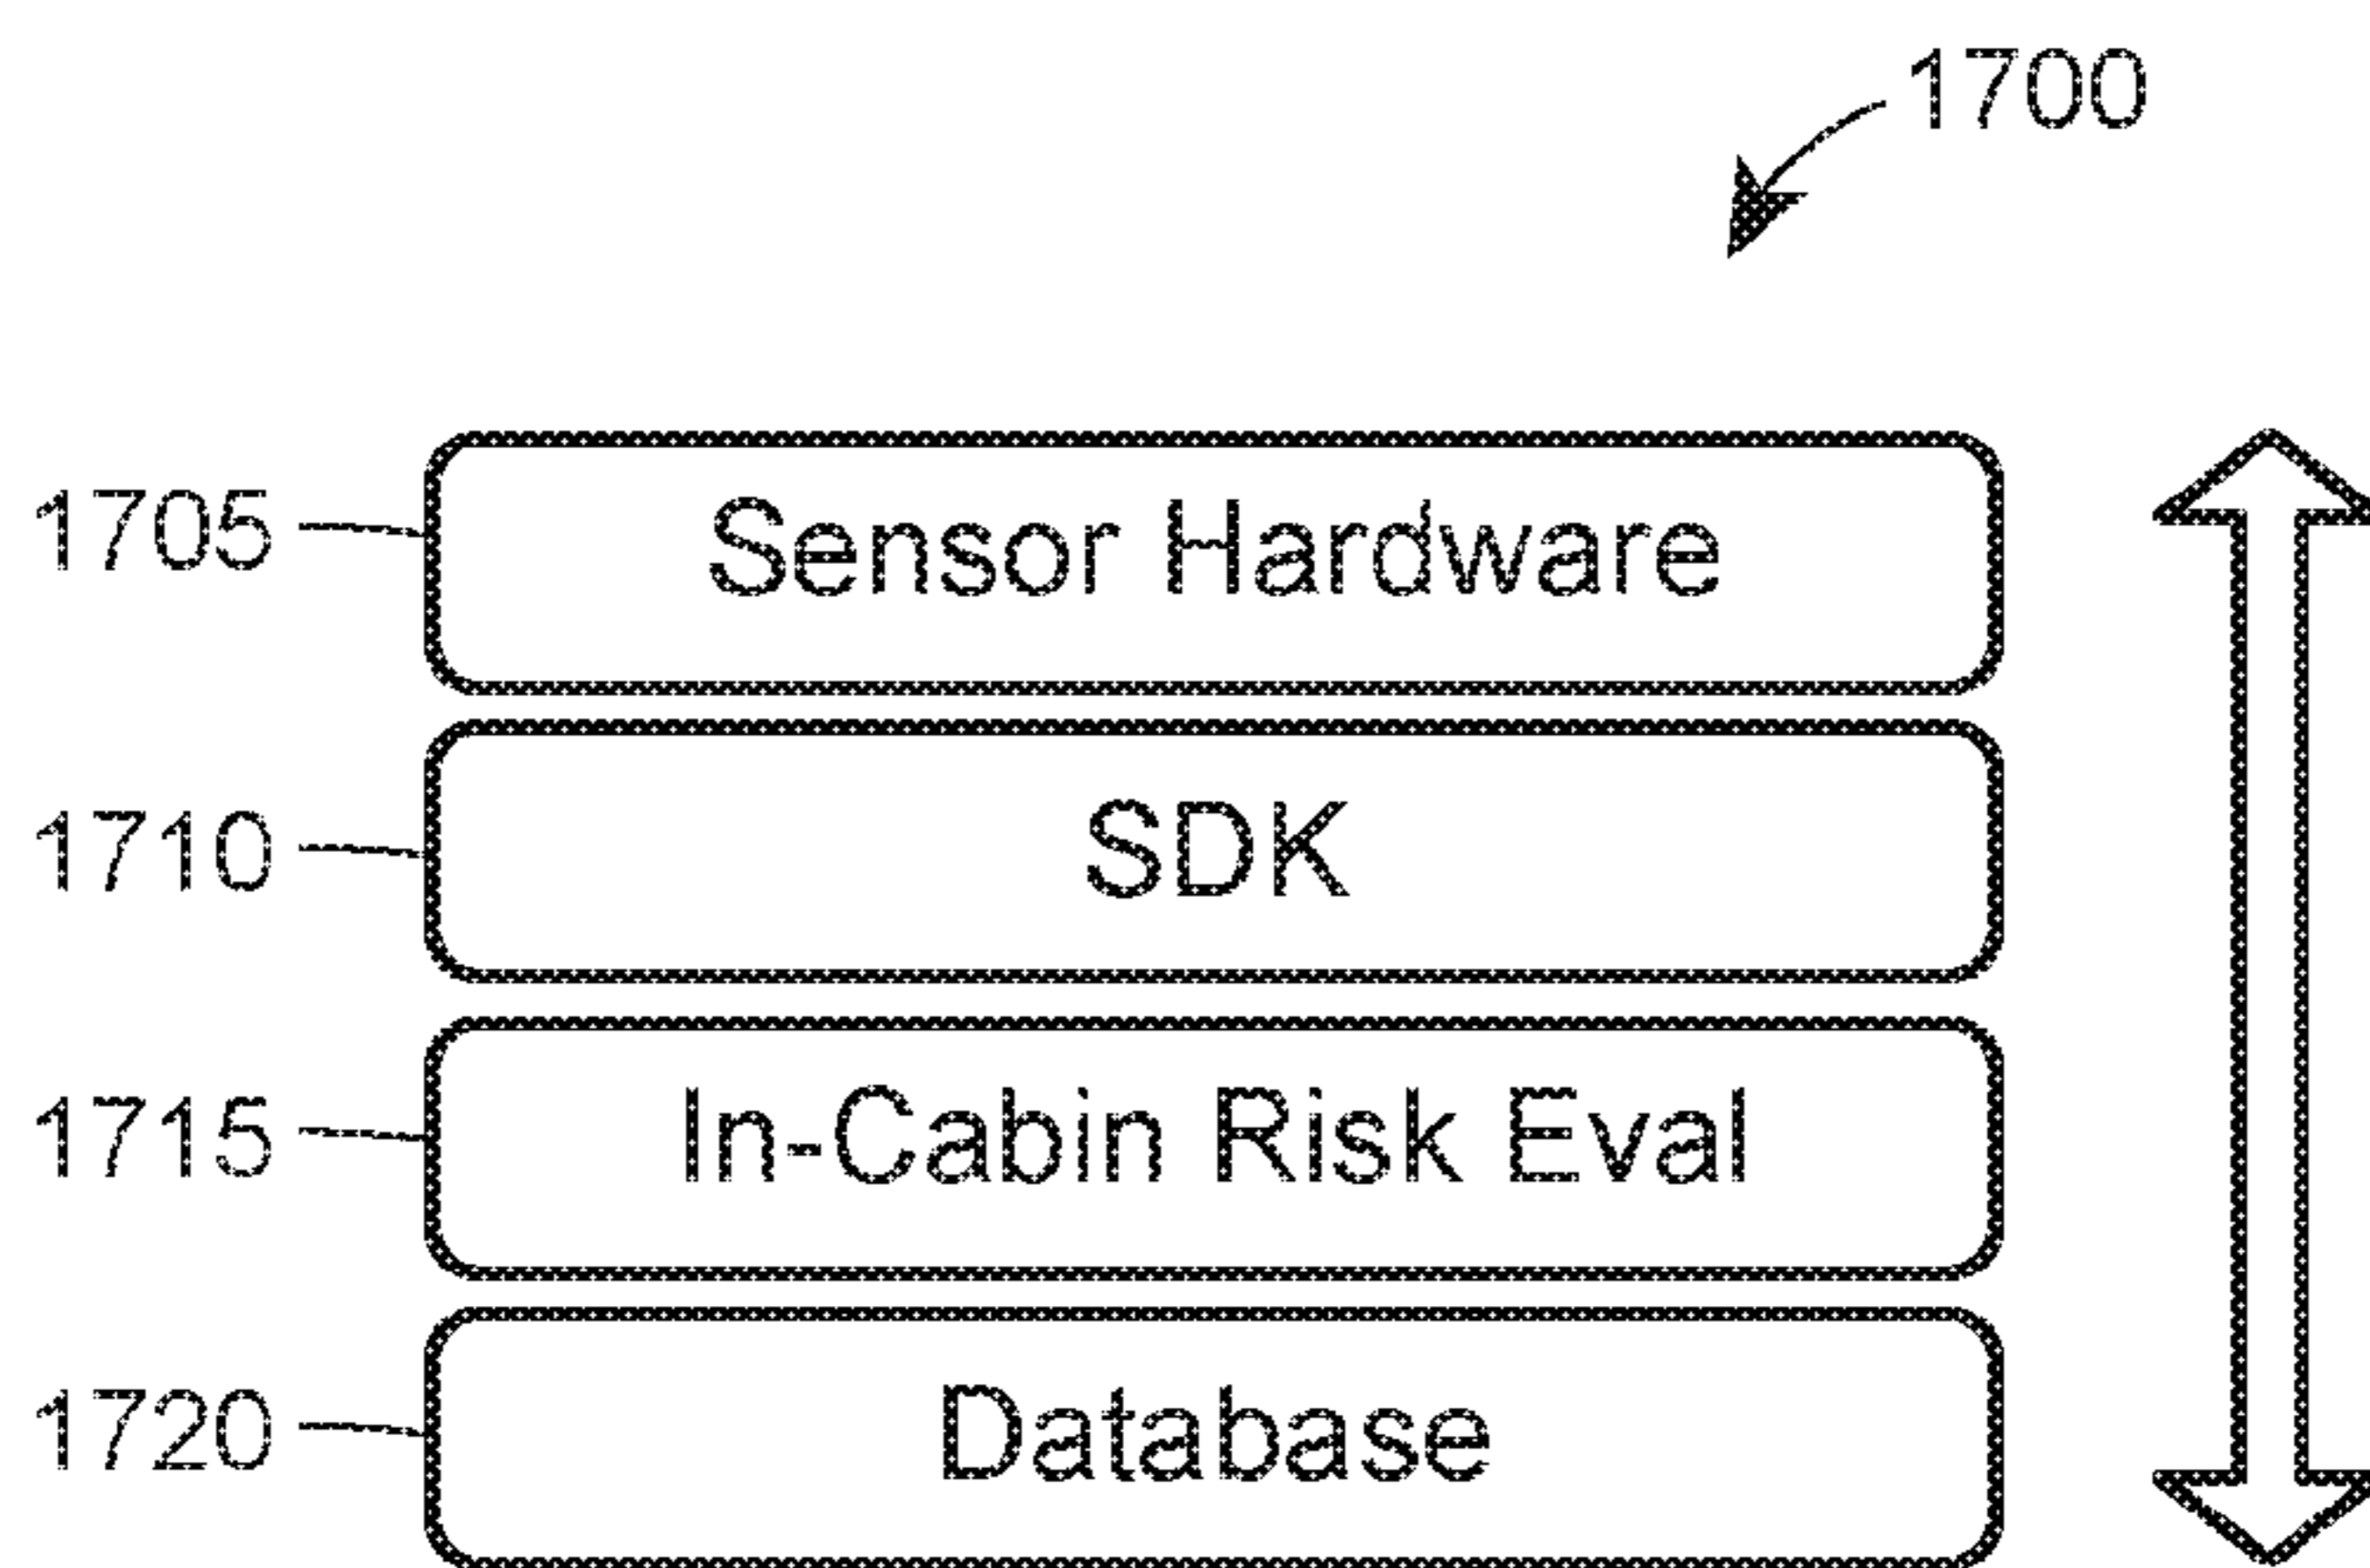 1700
1705 Sensor Hardware
1710 SDK
1715 In-Cabin Risk Eval
1720 Database